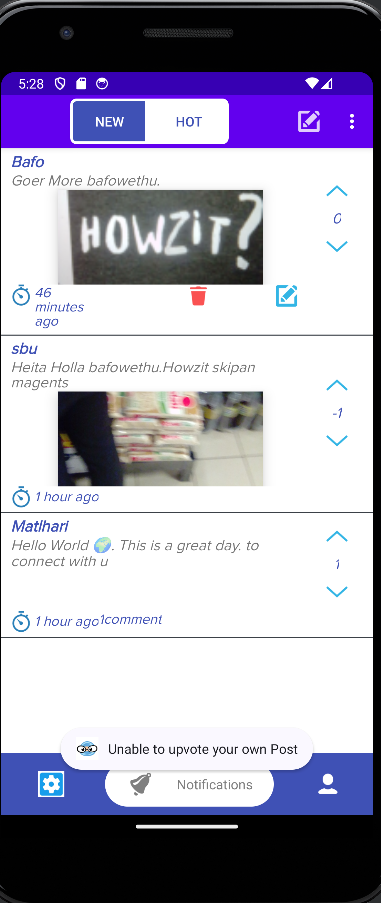 5:28
NEW
HOT
Bafo
Goer More bafowethu.
HOWZiT?
0
46
minutes
ago
sbu
Heita Holla bafowethu.Howzit skipan
magents
-1
1 hour ago
Matlhari
Hello World 🌍. This is a great day. to
connect with u
1
1 hour ago1comment
Unable to upvote your own Post
Notifications